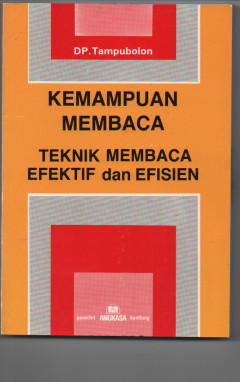 DP.Tampubolon
KEMAMPUAN
MEMBACA
TEKNIK MEMBACA
EFEKTIF dan EFISIEN
penerbit ANGKASA bandung